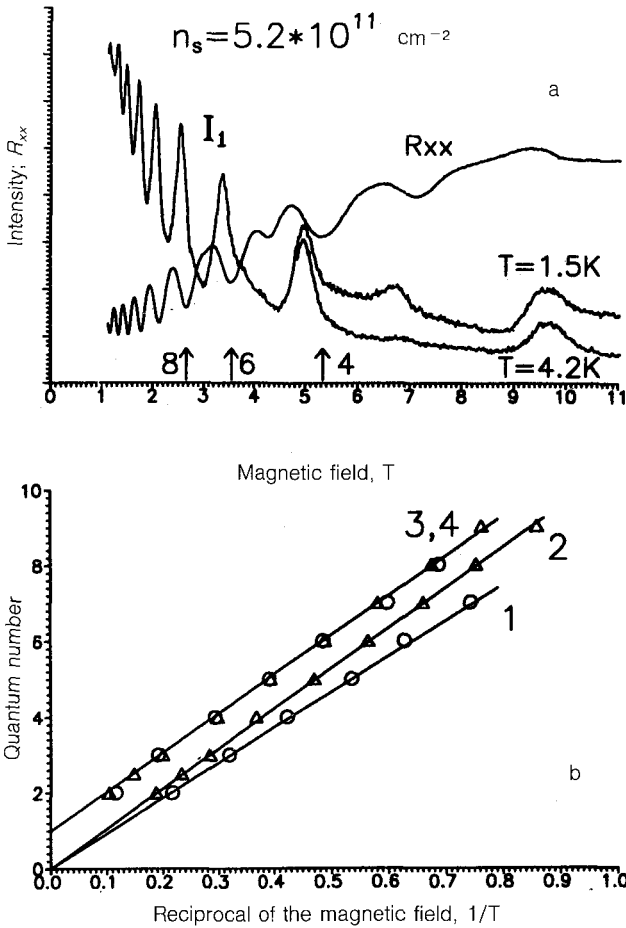 n_s=5.2*10^11 cm⁻²
a
I₁
Rxx
Intensity; R_xx
T=1.5K
8 6 4
T=4.2K
0 1 2 3 4 5 6 7 8 9 10 11
Magnetic field, T
10
8
6
4
2
0
Quantum number
3,4
2
1
b
0.0 0.1 0.2 0.3 0.4 0.5 0.6 0.7 0.8 0.9 1.0
Reciprocal of the magnetic field, 1/T